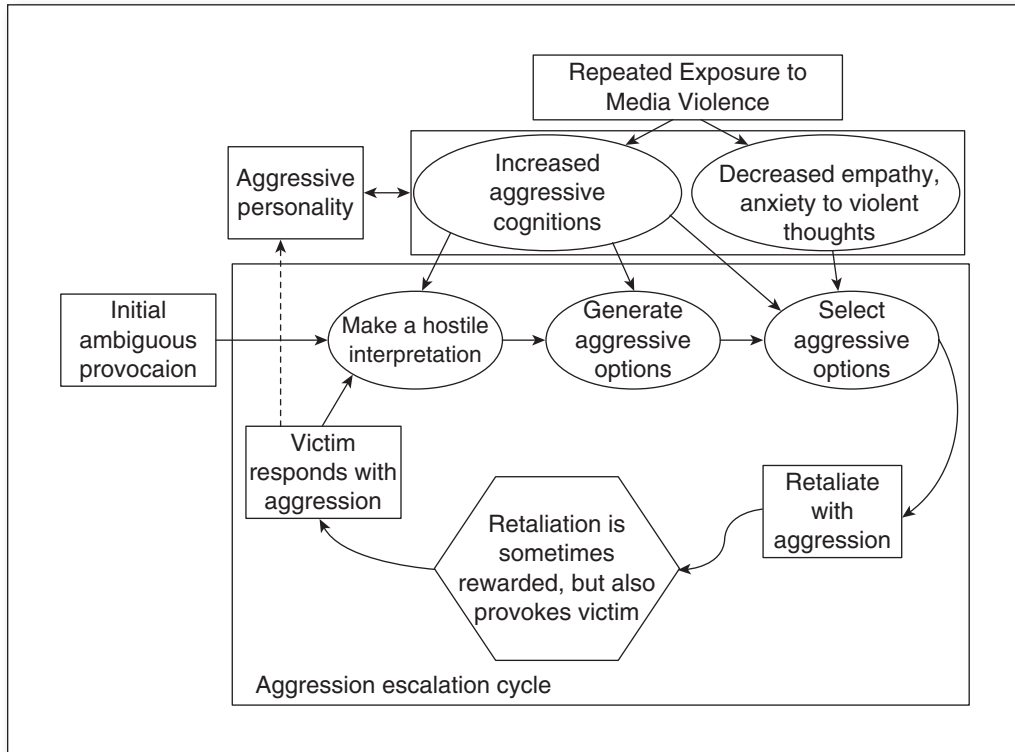 Repeated Exposure to
Media Violence
Increased
aggressive
cognitions
Decreased empathy,
anxiety to violent
thoughts
Aggressive
personality
Initial
ambiguous
provocaion
Make a hostile
interpretation
Generate
aggressive
options
Select
aggressive
options
Victim
responds with
aggression
Retaliation is
sometimes
rewarded, but also
provokes victim
Retaliate
with
aggression
Aggression escalation cycle